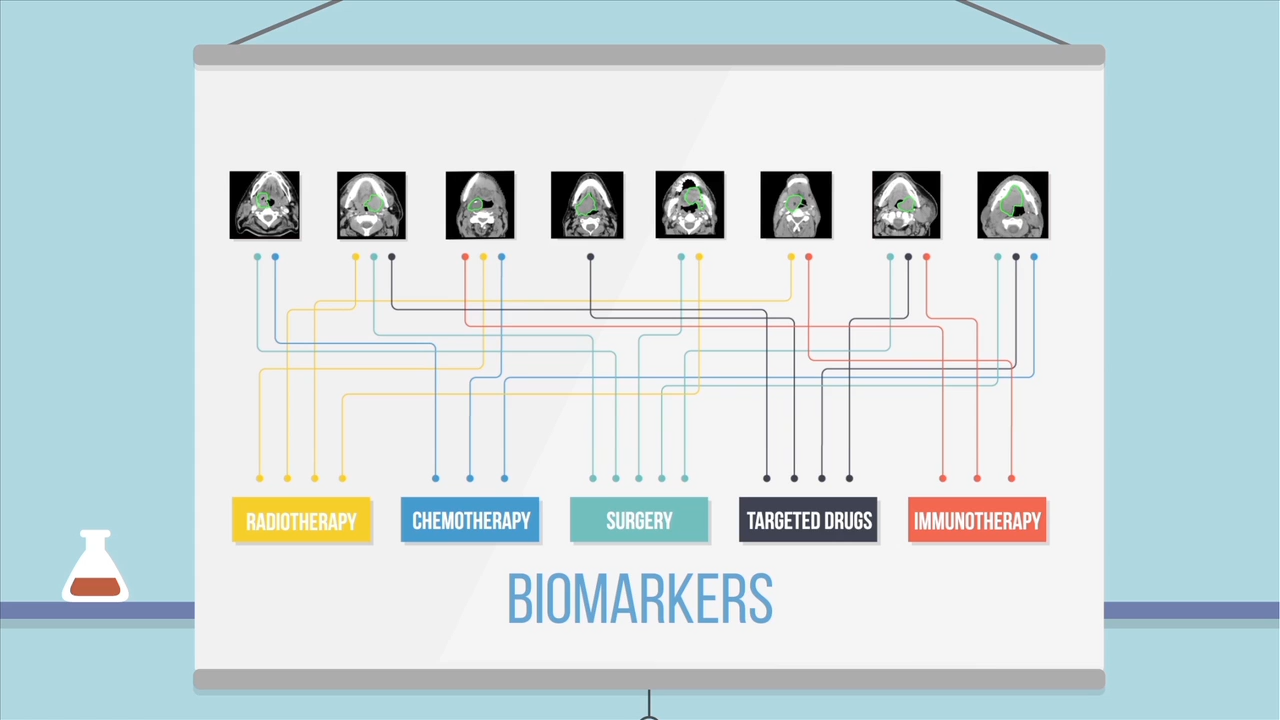 RADIOTHERAPY
CHEMOTHERAPY
SURGERY
TARGETED DRUGS
IMMUNOTHERAPY
BIOMARKERS